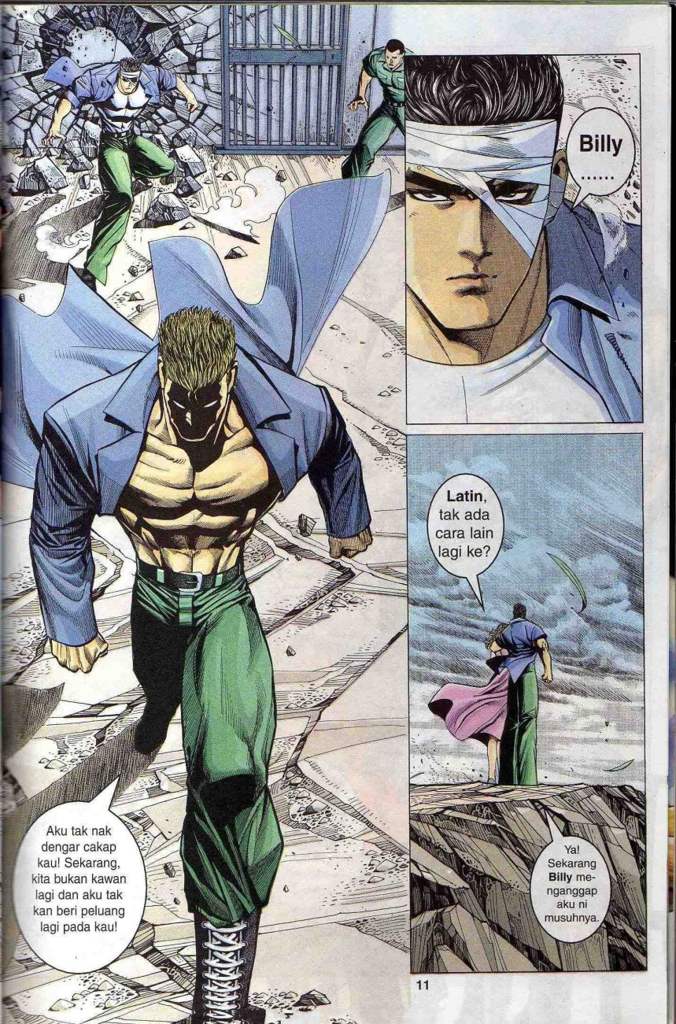 Billy
......
Aku tak nak
dengar cakap
kau! Sekarang,
kita bukan kawan
lagi dan aku tak
kan beri peluang
lagi pada kau!
Latin,
tak ada
cara lain
lagi ke?
Ya!
Sekarang
Billy me-
nganggap
aku ni
musuhnya.
11